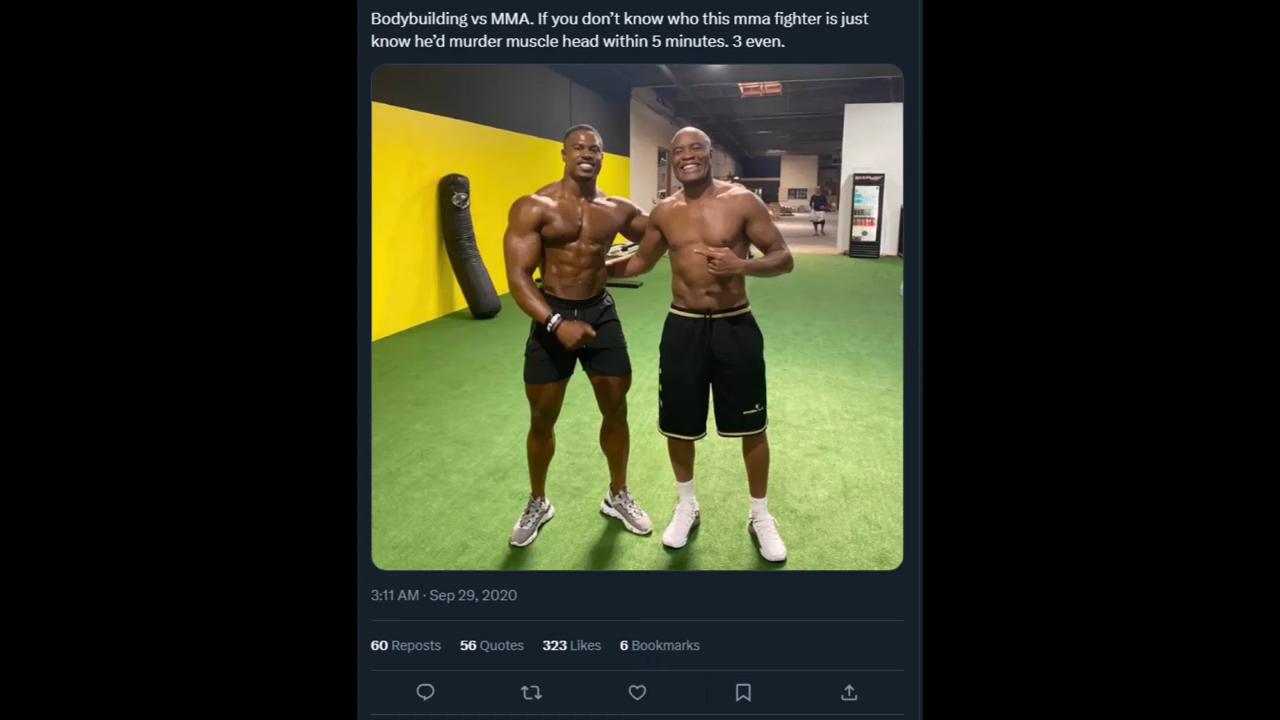 Bodybuilding vs MMA. If you don’t know who this mma fighter is just
know he’d murder muscle head within 5 minutes. 3 even.
3:11 AM · Sep 29, 2020
60 Reposts 56 Quotes 323 Likes 6 Bookmarks